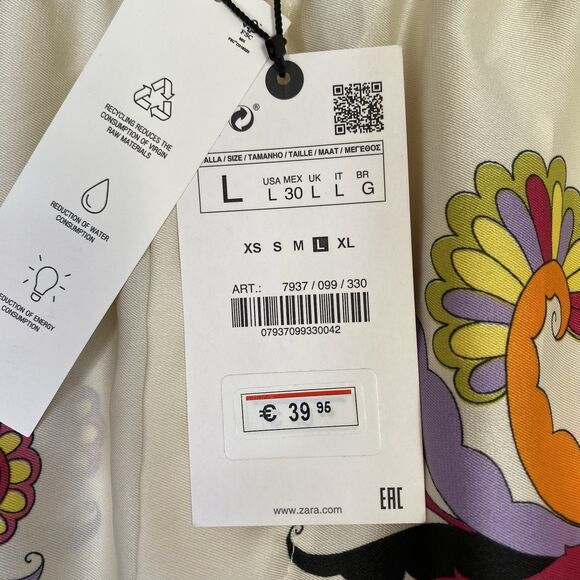 FSC
RECYCLING REDUCES THE
CONSUMPTION OF VIRGIN
RAW MATERIALS
REDUCTION OF WATER
CONSUMPTION
REDUCTION OF ENERGY
CONSUMPTION
®
TALLA / SIZE / TAMANHO / TAILLE / MAAT / ΜΕΓΕΘΟΣ
L
USA MEX UK IT BR
L 30 L L G
XS S M L XL
ART.: 7937 / 099 / 330
07937099330042
€ 39 95
www.zara.com
EAC